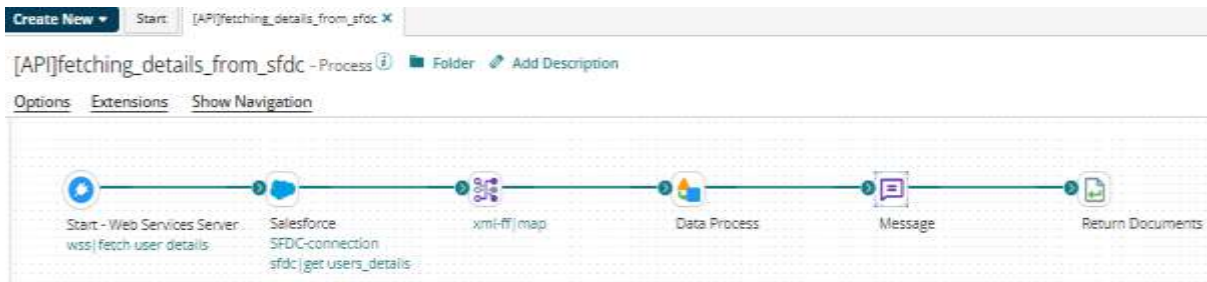 Create New Start [API]fetching_details_from_sfdc X
[API]fetching_details_from_sfdc - Process i Folder Add Description
Options Extensions Show Navigation
Start - Web Services Server Salesforce xml-ff|map Data Process Message Return Documents
wss|fetch user details SFDC-connection
sfdc|get users_details